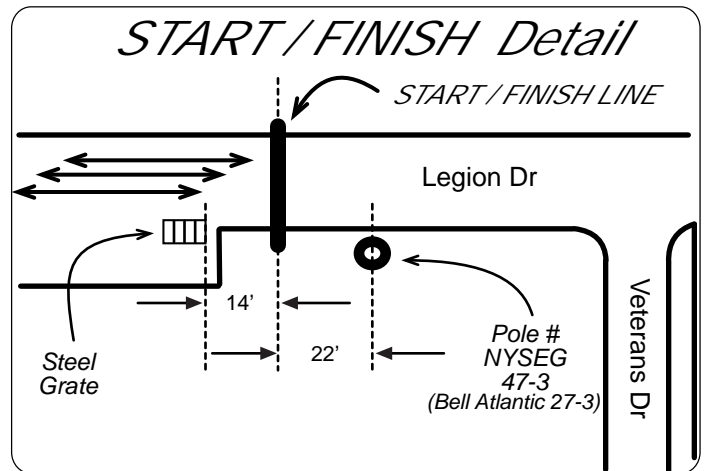 START / FINISH Detail
START / FINISH LINE
Legion Dr
14’
22’
Steel
Grate
Pole #
NYSEG
47-3
(Bell Atlantic 27-3)
Veterans Dr